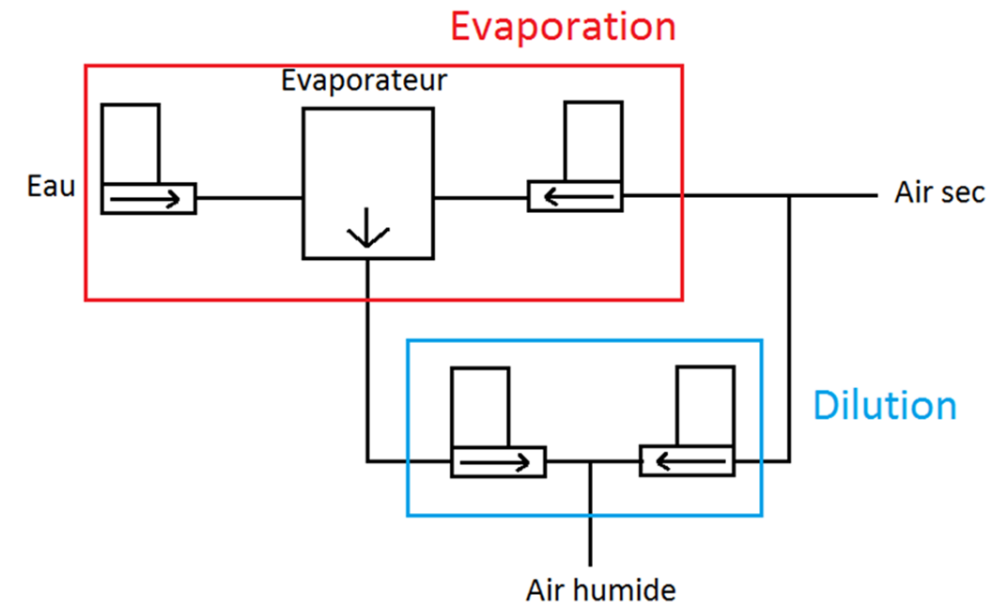 Evaporation
Evaporateur
Eau
Air sec
Dilution
Air humide